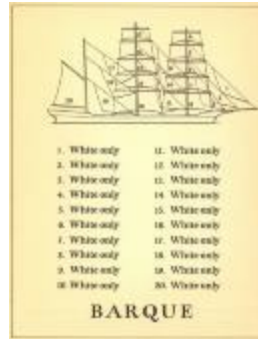 1. White only 11. White only
2. White only 12. White only
3. White only 13. White only
4. White only 14. White only
5. White only 15. White only
6. White only 16. White only
7. White only 17. White only
8. White only 18. White only
9. White only 19. White only
10. White only 20. White only
BARQUE